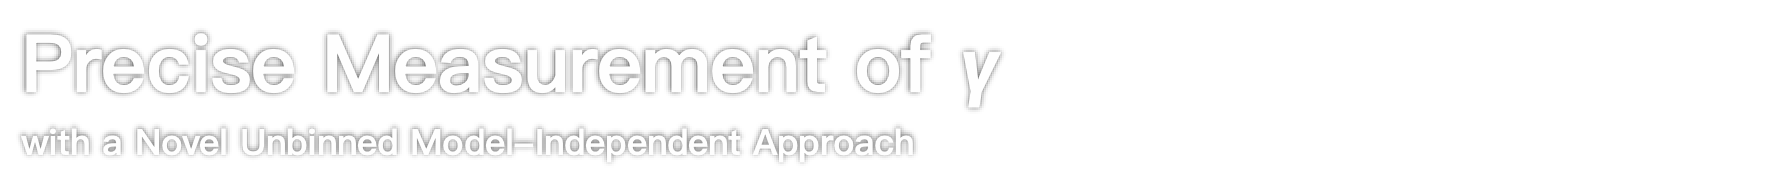 Precise Measurement of γ
with a Novel Unbinned Model–Independent Approach